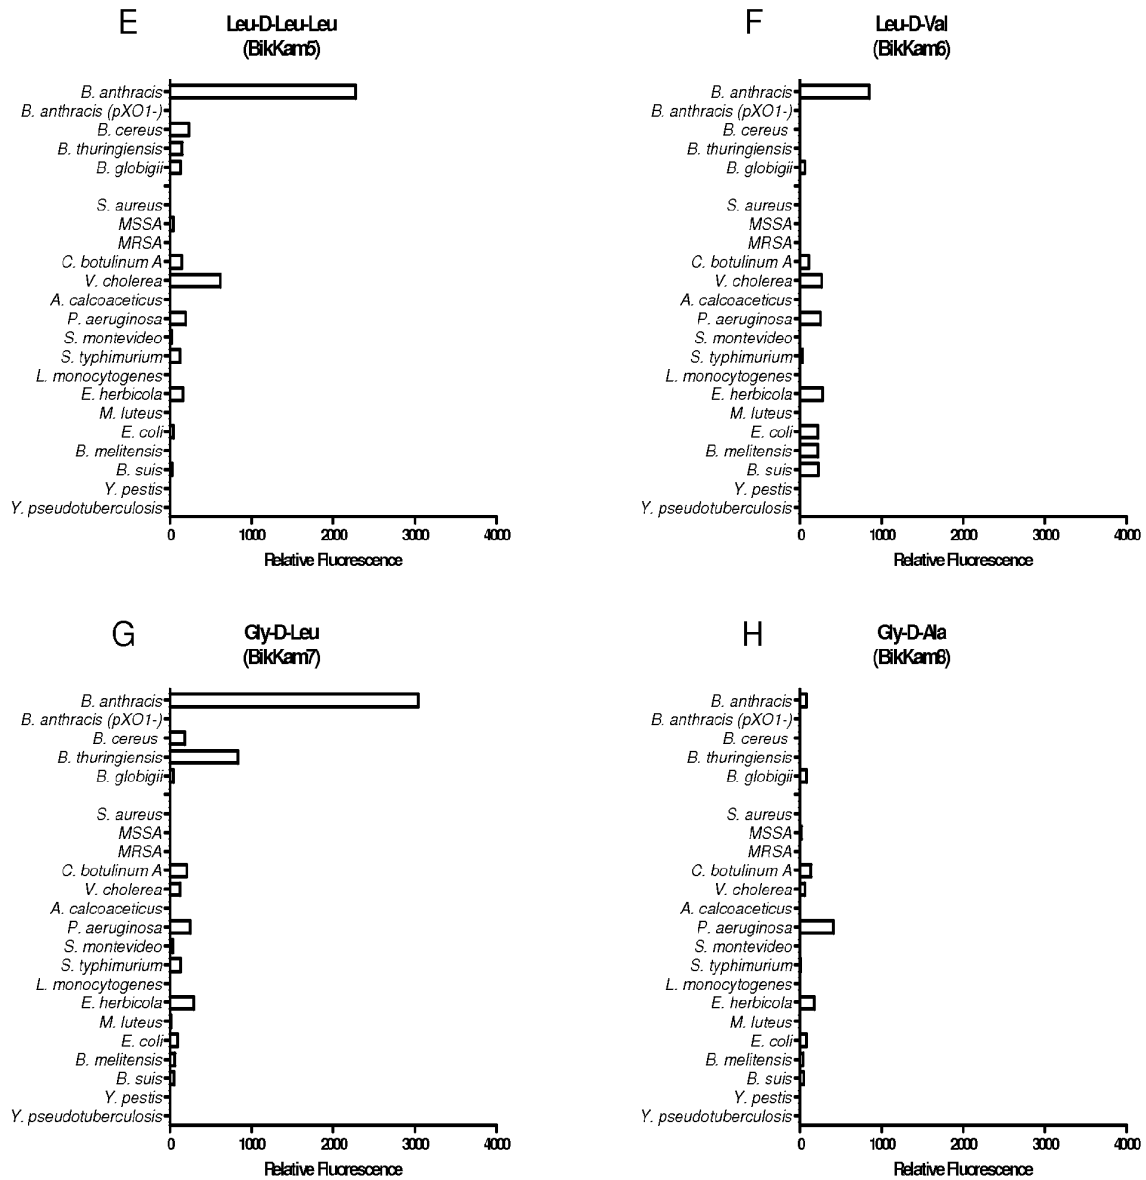 E
Leu-D-Leu-Leu
(BikKam5)
B. anthracis
B. anthracis (pXO1-)
B. cereus
B. thuringiensis
B. globigii
S. aureus
MSSA
MRSA
C. botulinum A
V. cholerea
A. calcoaceticus
P. aeruginosa
S. montevideo
S. typhimurium
L. monocytogenes
E. herbicola
M. luteus
E. coli
B. melitensis
B. suis
Y. pestis
Y. pseudotuberculosis
0 1000 2000 3000 4000
Relative Fluorescence
F
Leu-D-Val
(BikKam6)
B. anthracis
B. anthracis (pXO1-)
B. cereus
B. thuringiensis
B. globigii
S. aureus
MSSA
MRSA
C. botulinum A
V. cholerea
A. calcoaceticus
P. aeruginosa
S. montevideo
S. typhimurium
L. monocytogenes
E. herbicola
M. luteus
E. coli
B. melitensis
B. suis
Y. pestis
Y. pseudotuberculosis
0 1000 2000 3000 4000
Relative Fluorescence
G
Gly-D-Leu
(BikKam7)
B. anthracis
B. anthracis (pXO1-)
B. cereus
B. thuringiensis
B. globigii
S. aureus
MSSA
MRSA
C. botulinum A
V. cholerea
A. calcoaceticus
P. aeruginosa
S. montevideo
S. typhimurium
L. monocytogenes
E. herbicola
M. luteus
E. coli
B. melitensis
B. suis
Y. pestis
Y. pseudotuberculosis
0 1000 2000 3000 4000
Relative Fluorescence
H
Gly-D-Ala
(BikKam8)
B. anthracis
B. anthracis (pXO1-)
B. cereus
B. thuringiensis
B. globigii
S. aureus
MSSA
MRSA
C. botulinum A
V. cholerea
A. calcoaceticus
P. aeruginosa
S. montevideo
S. typhimurium
L. monocytogenes
E. herbicola
M. luteus
E. coli
B. melitensis
B. suis
Y. pestis
Y. pseudotuberculosis
0 1000 2000 3000 4000
Relative Fluorescence